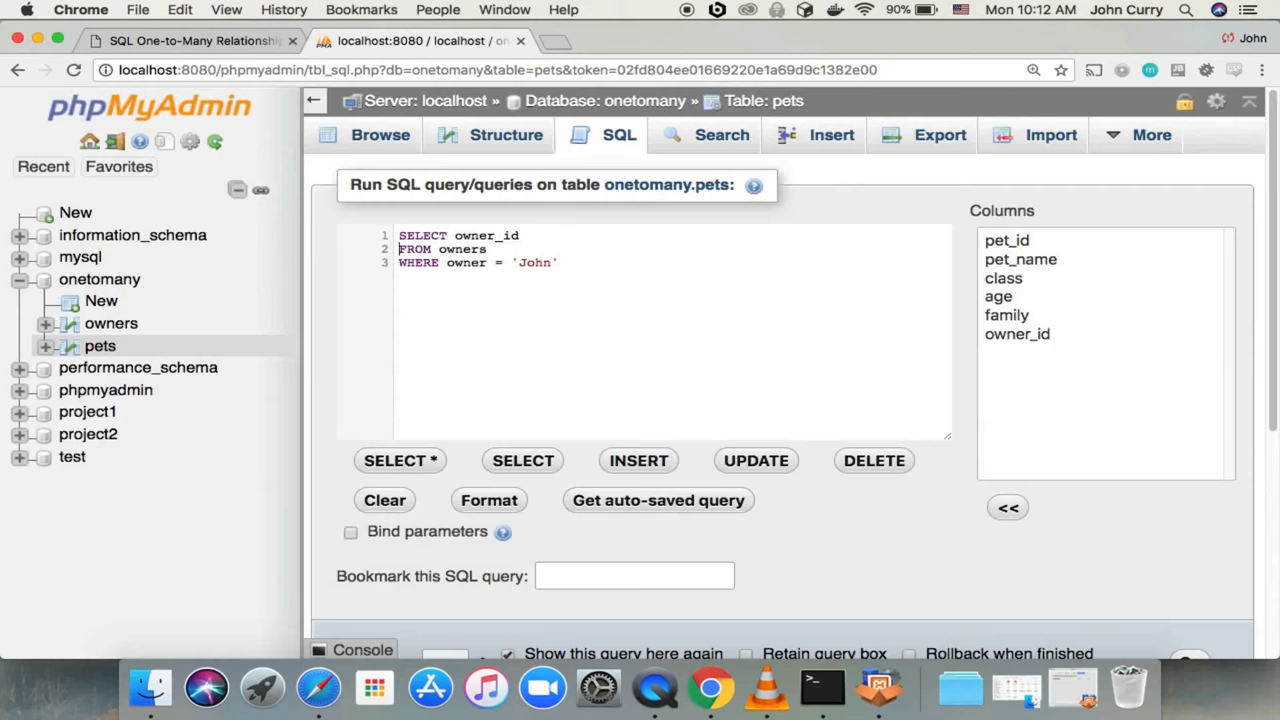 Chrome File Edit View History Bookmarks People Window Help 90% Mon 10:12 AM John Curry
SQL One-to-Many Relationship
localhost:8080 / localhost / on
John
localhost:8080/phpmyadmin/tbl_sql.php?db=onetomany&table=pets&token=02fd804ee01669220e1a69d9c1382e00
phpMyAdmin
Recent Favorites
New
information_schema
mysql
onetomany
New
owners
pets
performance_schema
phpmyadmin
project1
project2
test
Server: localhost » Database: onetomany » Table: pets
Browse Structure SQL Search Insert Export Import More
Run SQL query/queries on table onetomany.pets:
1 SELECT owner_id
2 FROM owners
3 WHERE owner = 'John'
Columns
pet_id
pet_name
class
age
family
owner_id
<<
SELECT * SELECT INSERT UPDATE DELETE
Clear Format Get auto-saved query
Bind parameters
Bookmark this SQL query:
Console
Show this query here again Retain query box Rollback when finished